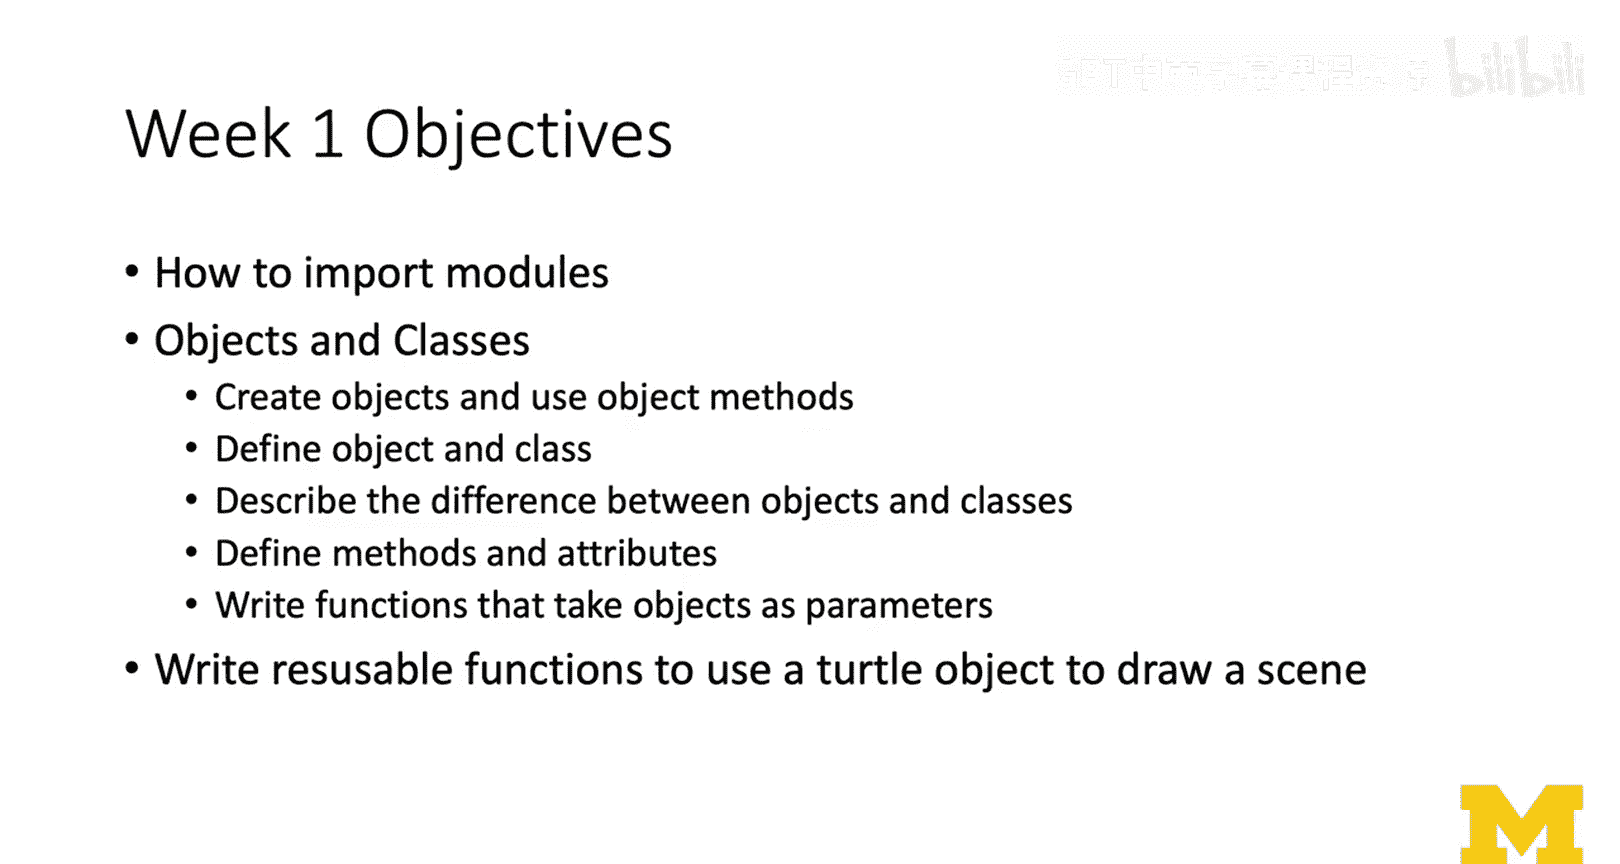 bilibili
Week 1 Objectives
• How to import modules
• Objects and Classes
• Create objects and use object methods
• Define object and class
• Describe the difference between objects and classes
• Define methods and attributes
• Write functions that take objects as parameters
• Write resusable functions to use a turtle object to draw a scene
M